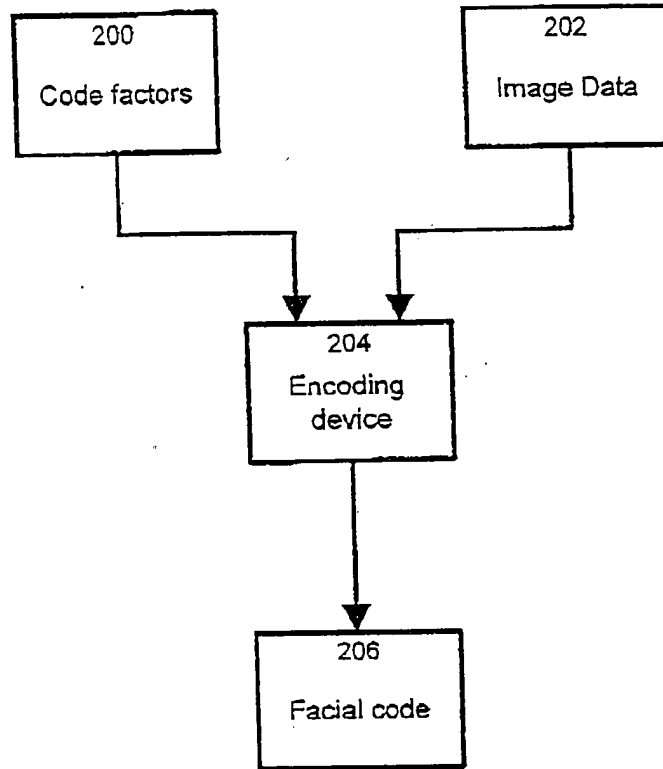 200
Code factors
202
Image Data
204
Encoding
device
206
Facial code